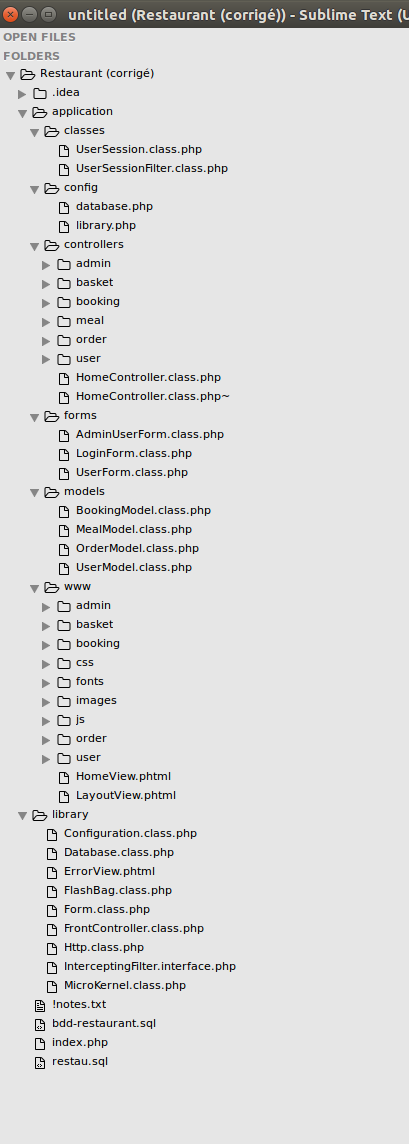 untitled (Restaurant (corrigé)) - Sublime Text (U
OPEN FILES
FOLDERS
Restaurant (corrigé)
.idea
application
classes
UserSession.class.php
UserSessionFilter.class.php
config
database.php
library.php
controllers
admin
basket
booking
meal
order
user
HomeController.class.php
HomeController.class.php~
forms
AdminUserForm.class.php
LoginForm.class.php
UserForm.class.php
models
BookingModel.class.php
MealModel.class.php
OrderModel.class.php
UserModel.class.php
www
admin
basket
booking
css
fonts
images
js
order
user
HomeView.phtml
LayoutView.phtml
library
Configuration.class.php
Database.class.php
ErrorView.phtml
FlashBag.class.php
Form.class.php
FrontController.class.php
Http.class.php
InterceptingFilter.interface.php
MicroKernel.class.php
!notes.txt
bdd-restaurant.sql
index.php
restau.sql